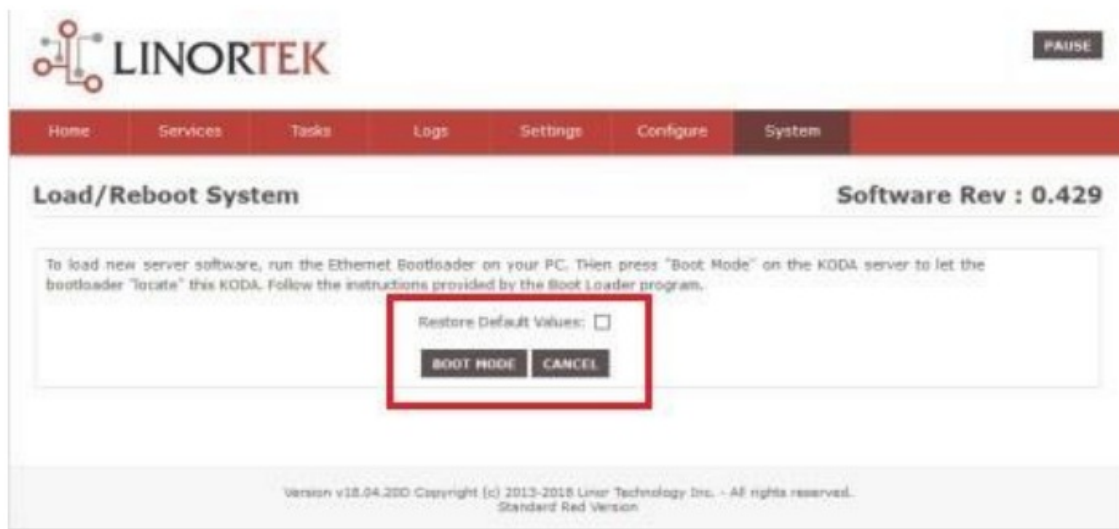 LINORTEK
PAUSE
Home Services Tasks Logs Settings Configure System
Load/Reboot System Software Rev : 0.429
To load new server software, run the Ethernet Bootloader on your PC. THen press "Boot Mode" on the KODA server to let the
bootloader "locate" this KODA. Follow the instructions provided by the Boot Loader program.
Restore Default Values:
BOOT MODE CANCEL
Version v18.04.20D Copyright (c) 2013-2018 Linor Technology Inc. - All rights reserved.
Standard Red Version